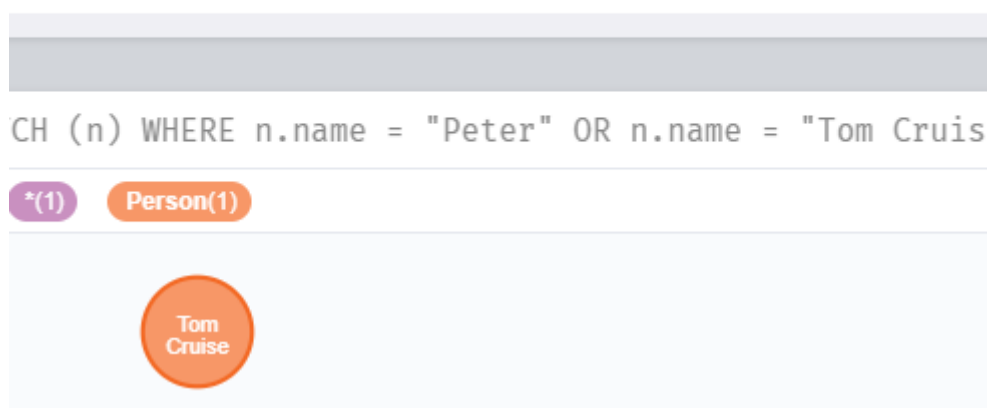 CH (n) WHERE n.name = "Peter" OR n.name = "Tom Cruis
*(1) Person(1)
Tom
Cruise